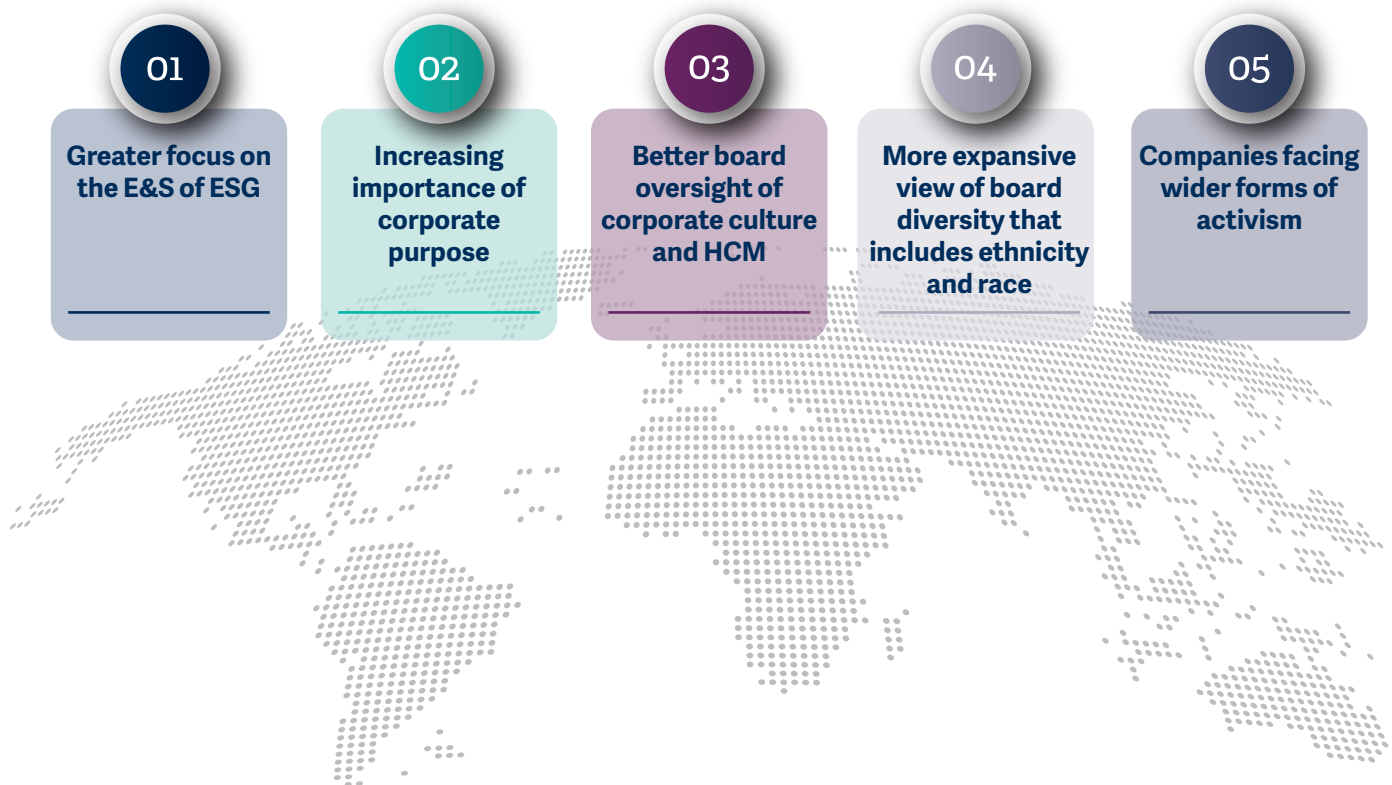 01
Greater focus on
the E&S of ESG
02
Increasing
importance of
corporate
purpose
03
Better board
oversight of
corporate culture
and HCM
04
More expansive
view of board
diversity that
includes ethnicity
and race
05
Companies facing
wider forms of
activism